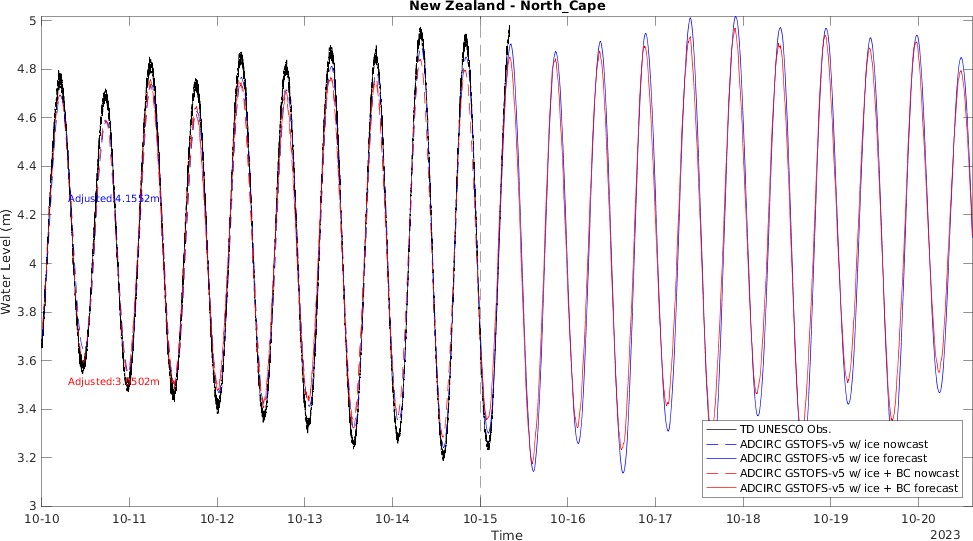 New Zealand - North_Cape
Water Level (m)
5
4.8
4.6
4.4
4.2
4
3.8
3.6
3.4
3.2
3
Adjusted:4.1552m
TD UNESCO Obs.
ADCIRC GSTOFS-v5 w/ ice nowcast
ADCIRC GSTOFS-v5 w/ ice forecast
ADCIRC GSTOFS-v5 w/ ice + BC nowcast
ADCIRC GSTOFS-v5 w/ ice + BC forecast
10-10
10-11
10-12
10-13
10-14
10-15
10-16
10-17
10-18
10-19
10-20
Time
2023